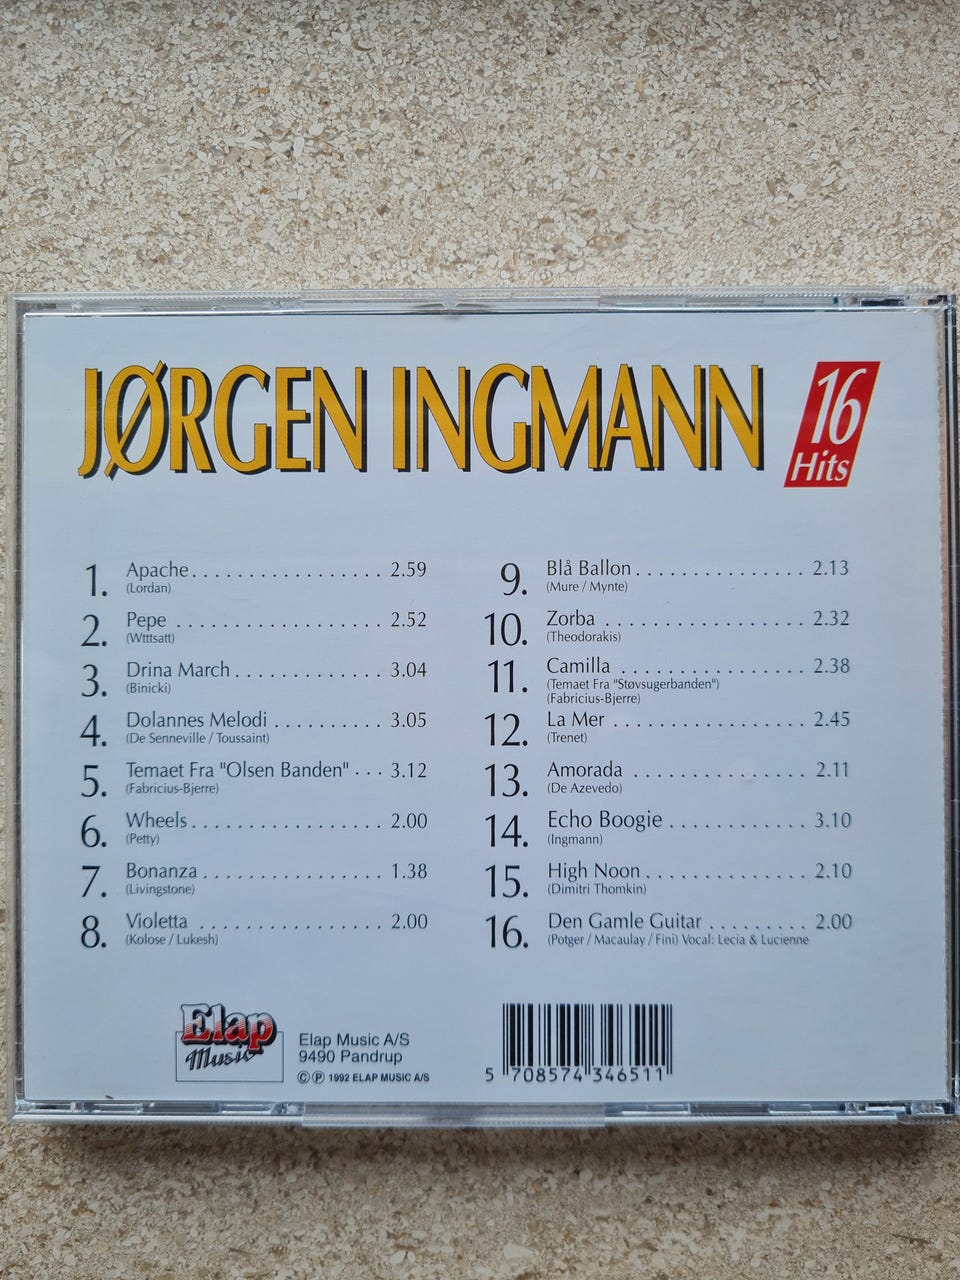 JØRGEN INGMANN
16
Hits
1. Apache................. 2.59
(Lordan)
2. Pepe .................. 2.52
(Wtttsatt)
3. Drina March............. 3.04
(Binicki)
4. Dolannes Melodi .......... 3.05
(De Senneville / Toussaint)
5. Temaet Fra "Olsen Banden" ... 3.12
(Fabricius-Bjerre)
6. Wheels................. 2.00
(Petty)
7. Bonanza................ 1.38
(Livingstone)
8. Violetta ................ 2.00
(Kolose / Lukesh)
9. Blå Ballon............... 2.13
(Mure / Mynte)
10. Zorba .................. 2.32
(Theodorakis)
11. Camilla ................. 2.38
(Temaet Fra "Støvsugerbanden")
(Fabricius-Bjerre)
12. La Mer ................. 2.45
(Trenet)
13. Amorada ............... 2.11
(De Azevedo)
14. Echo Boogie............. 3.10
(Ingmann)
15. High Noon.............. 2.10
(Dimitri Thomkin)
16. Den Gamle Guitar ......... 2.00
(Potger / Macaulay / Fini) Vocal: Lecia & Lucienne
Elap
Music
Elap Music A/S
9490 Pandrup
© ℗ 1992 ELAP MUSIC A/S
5 708574 346511